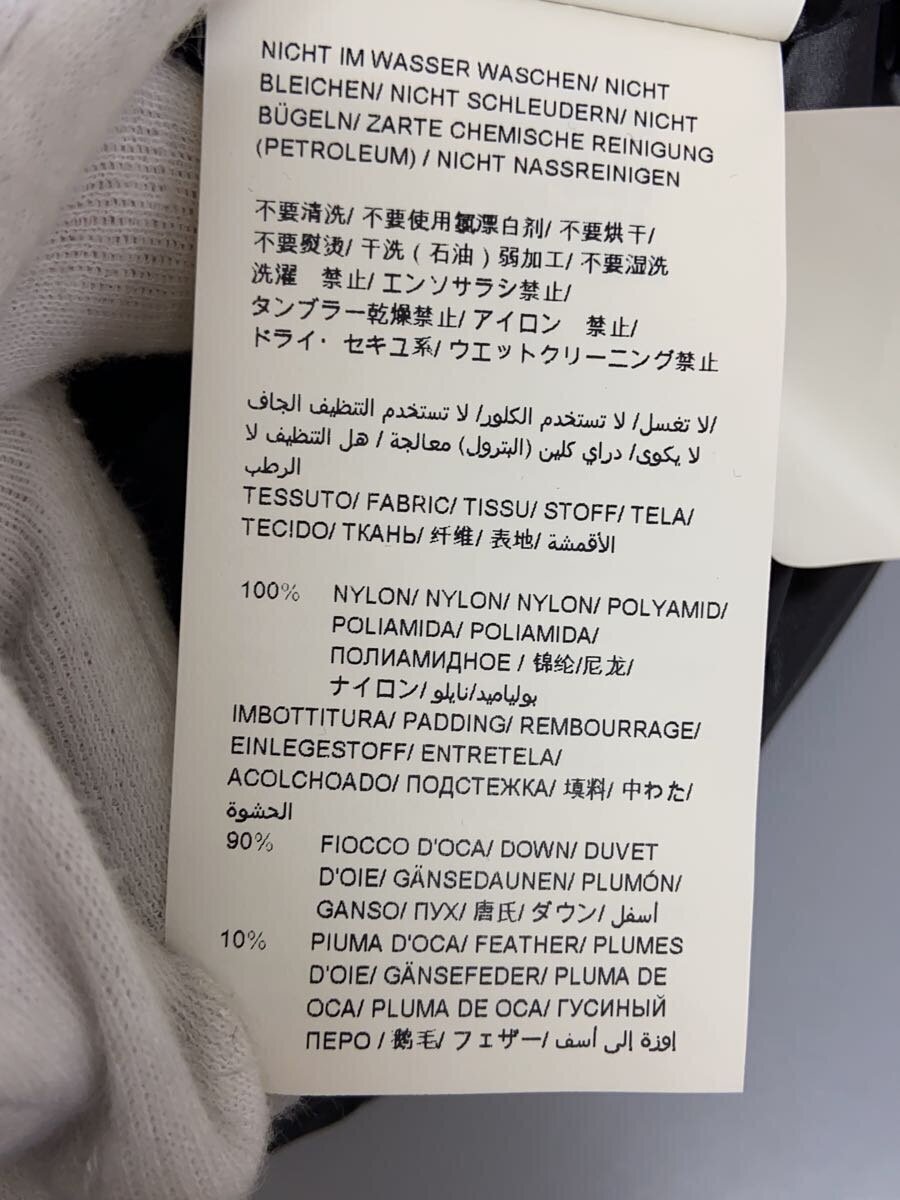 NICHT IM WASSER WASCHEN/ NICHT
BLEICHEN/ NICHT SCHLEUDERN/ NICHT
BÜGELN/ ZARTE CHEMISCHE REINIGUNG
(PETROLEUM) / NICHT NASSREINIGEN
不要清洗/ 不要使用氯漂白剂/ 不要烘干/
不要熨烫/ 干洗（石油）弱加工/ 不要湿洗
洗濯　禁止/ エンソサラシ禁止/
タンブラー乾燥禁止/ アイロン　禁止/
ドライ・セキユ系/ ウエットクリーニング禁止
لا تغسل/ لا تستخدم الكلور/ لا تستخدم التنظيف الجاف/
لا يكوى/ دراي كلين (البترول) معالجة / هل التنظيف لا
الرطب
TESSUTO/ FABRIC/ TISSU/ STOFF/ TELA/
TECIDO/ ТКАНЬ/ 纤维/ 表地/ الأقمشة
100% NYLON/ NYLON/ NYLON/ POLYAMID/
POLIAMIDA/ POLIAMIDA/
ПОЛИАМИДНОЕ / 锦纶/尼龙/
ナイロン/ بولياميد/نايلو
IMBOTTITURA/ PADDING/ REMBOURRAGE/
EINLEGESTOFF/ ENTRETELA/
ACOLCHOADO/ ПОДСТЕЖКА/ 填料/ 中わた/
الحشوة
90% FIOCCO D'OCA/ DOWN/ DUVET
D'OIE/ GÄNSEDAUNEN/ PLUMÓN/
GANSO/ ПУХ/ 唐氏/ ダウン/ أسفل
10% PIUMA D'OCA/ FEATHER/ PLUMES
D'OIE/ GÄNSEFEDER/ PLUMA DE
OCA/ PLUMA DE OCA/ ГУСИНЫЙ
ПЕРО / 鹅毛/ フェザー/ اوزة إلى أسف